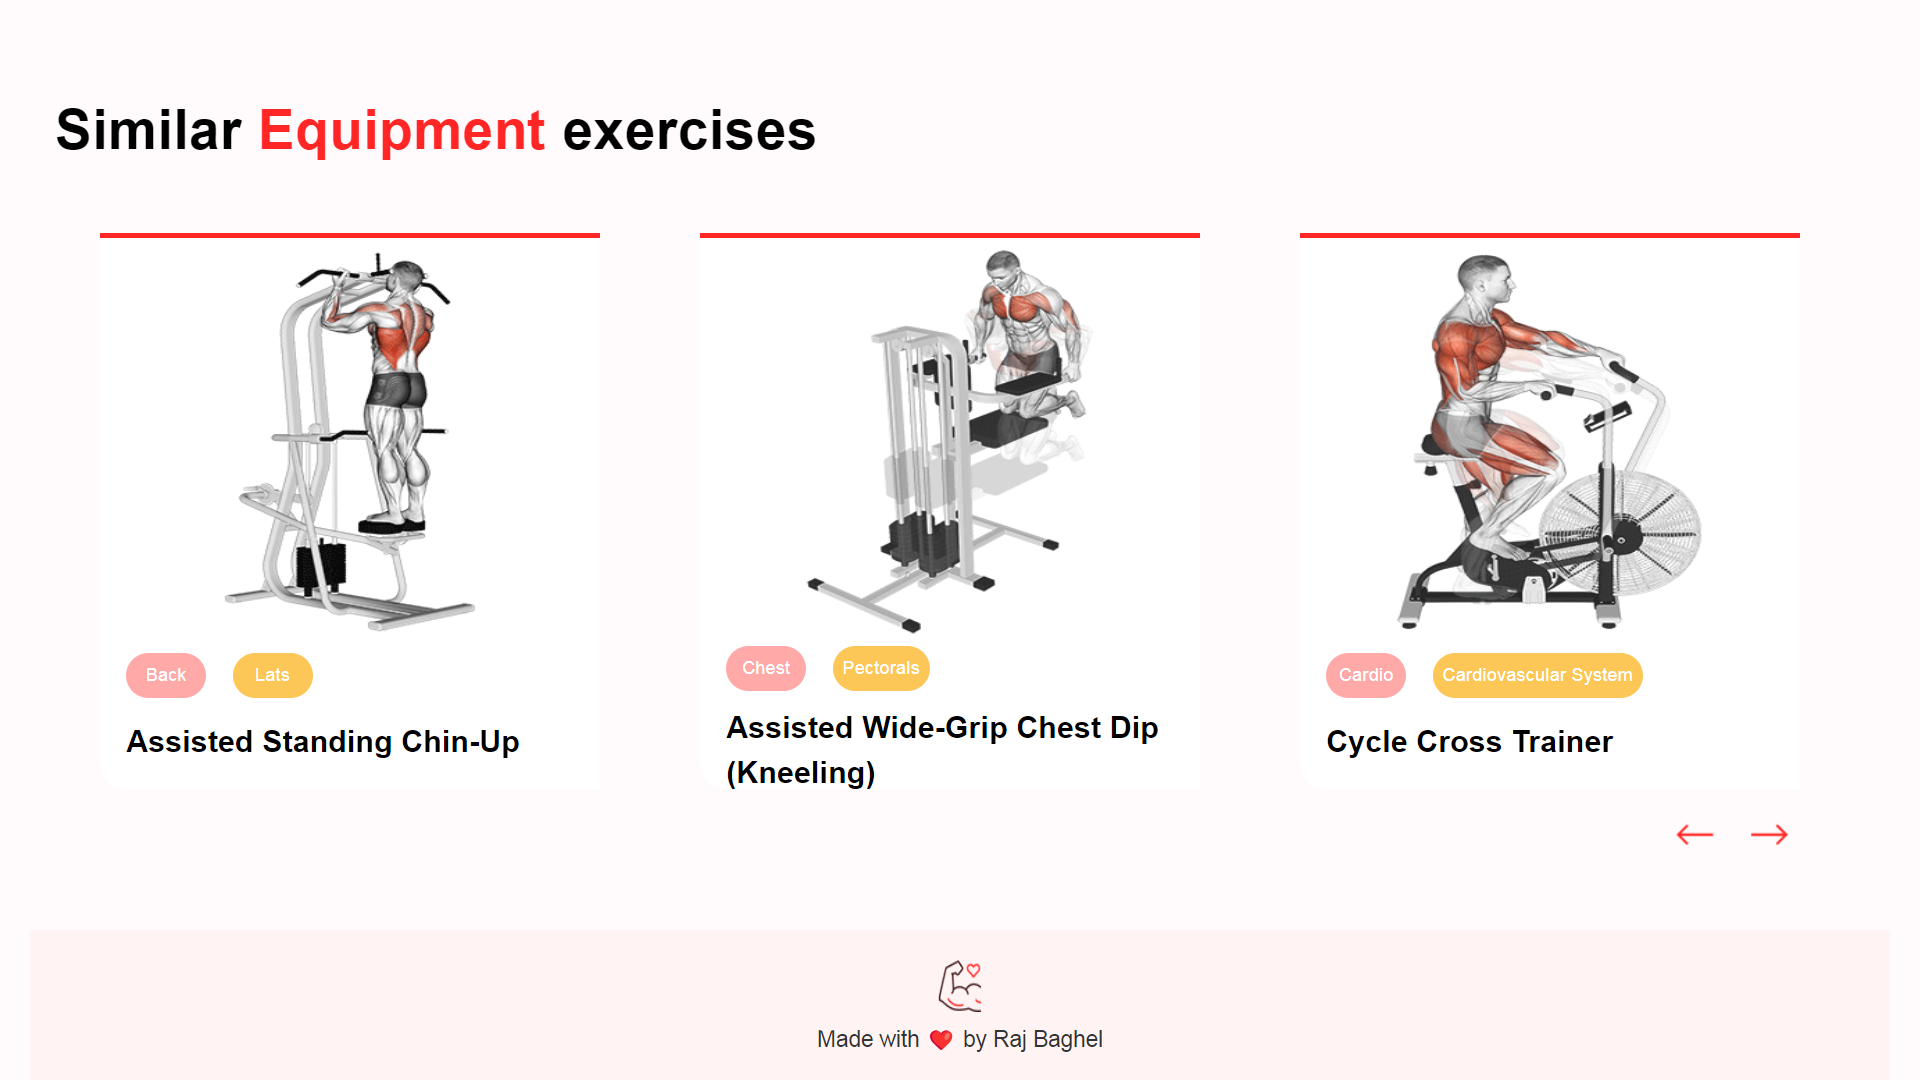 Similar Equipment exercises
Back
Lats
Assisted Standing Chin-Up
Chest
Pectorals
Assisted Wide-Grip Chest Dip
(Kneeling)
Cardio
Cardiovascular System
Cycle Cross Trainer
Made with ❤️ by Raj Baghel